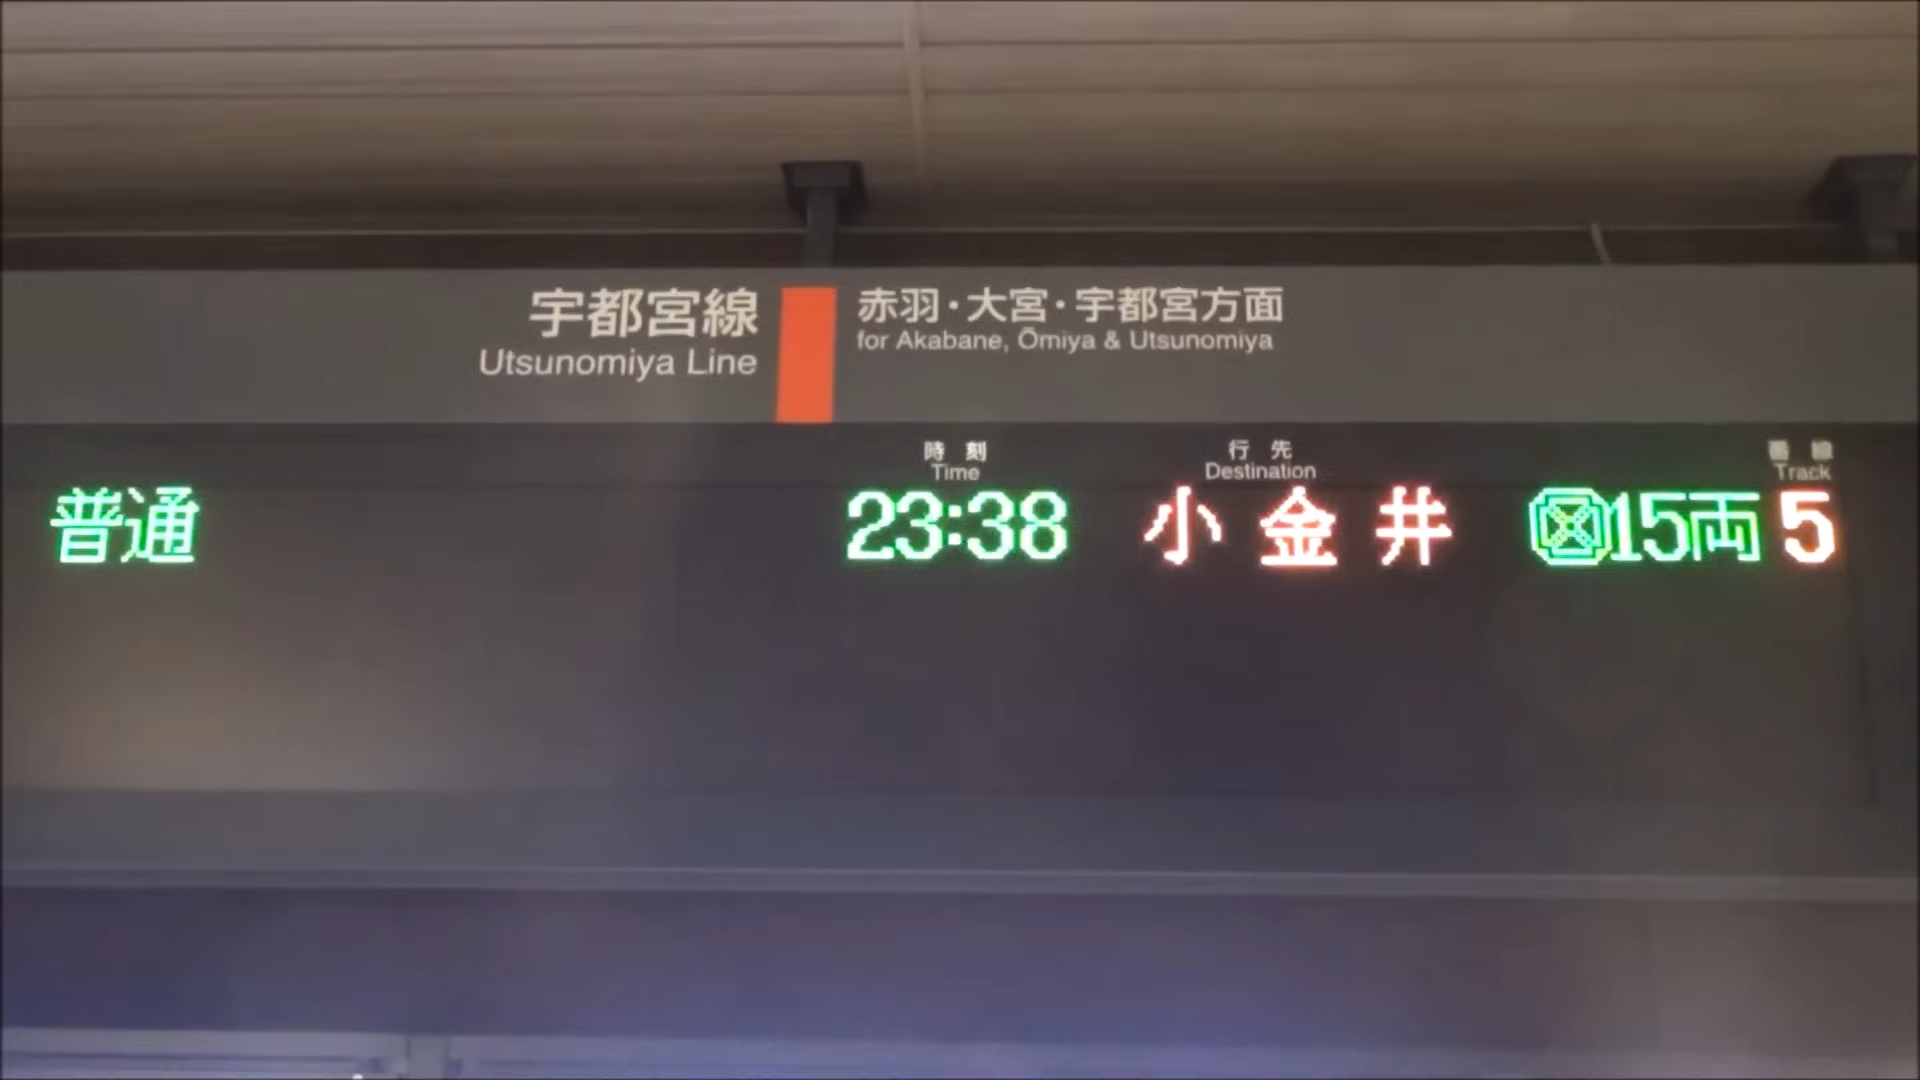 宇都宮線
Utsunomiya Line
赤羽・大宮・宇都宮方面
for Akabane, Ōmiya & Utsunomiya
時刻 行先 番線
Time Destination Track
普通 23:38 小金井 15両 5